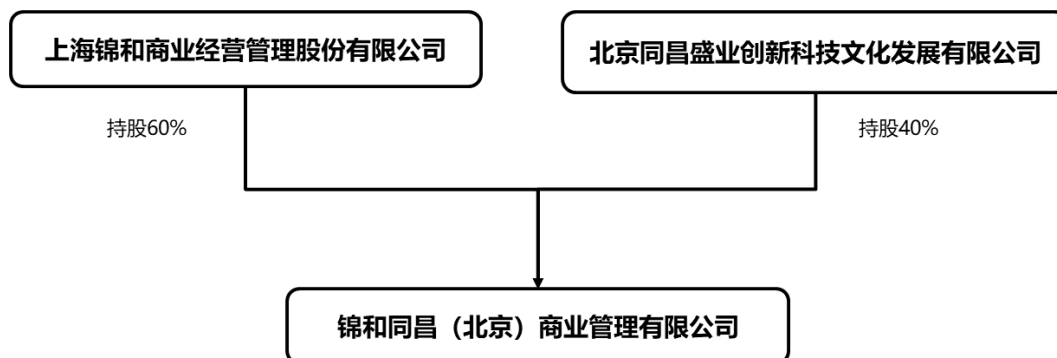 上海锦和商业经营管理股份有限公司
北京同昌盛业创新科技文化发展有限公司
持股60%
持股40%
锦和同昌（北京）商业管理有限公司